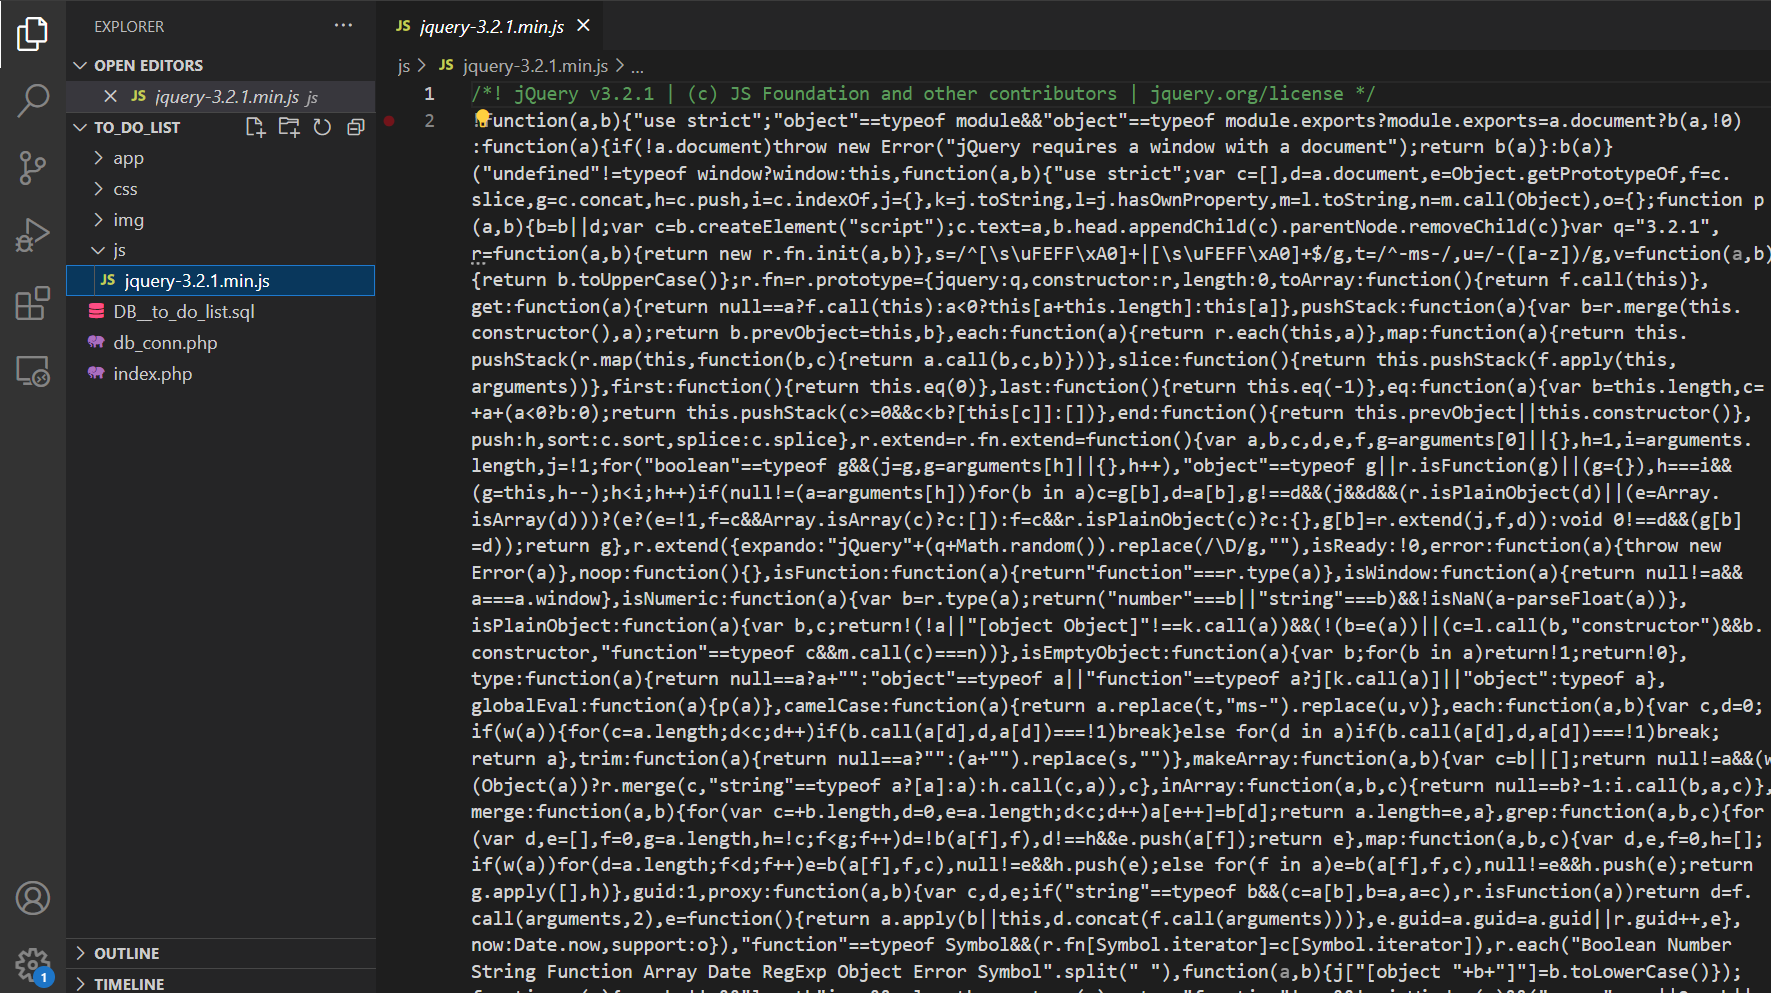 EXPLORER
OPEN EDITORS
JS jquery-3.2.1.min.js js
TO_DO_LIST
app
css
img
js
JS jquery-3.2.1.min.js
DB__to_do_list.sql
db_conn.php
index.php
OUTLINE
TIMELINE
1
JS jquery-3.2.1.min.js
js > JS jquery-3.2.1.min.js > ...
1 /*! jQuery v3.2.1 | (c) JS Foundation and other contributors | jquery.org/license */
2 !function(a,b){"use strict";"object"==typeof module&&"object"==typeof module.exports?module.exports=a.document?b(a,!0)
:function(a){if(!a.document)throw new Error("jQuery requires a window with a document");return b(a)}:b(a)}
("undefined"!=typeof window?window:this,function(a,b){"use strict";var c=[],d=a.document,e=Object.getPrototypeOf,f=c.
slice,g=c.concat,h=c.push,i=c.indexOf,j={},k=j.toString,l=j.hasOwnProperty,m=l.toString,n=m.call(Object),o={};function p
(a,b){b=b||d;var c=b.createElement("script");c.text=a,b.head.appendChild(c).parentNode.removeChild(c)}var q="3.2.1",
r=function(a,b){return new r.fn.init(a,b)},s=/^[\s\uFEFF\xA0]+|[\s\uFEFF\xA0]+$/g,t=/^-ms-/,u=/-([a-z])/g,v=function(a,b)
{return b.toUpperCase()};r.fn=r.prototype={jquery:q,constructor:r,length:0,toArray:function(){return f.call(this)},
get:function(a){return null==a?f.call(this):a<0?this[a+this.length]:this[a]},pushStack:function(a){var b=r.merge(this.
constructor(),a);return b.prevObject=this,b},each:function(a){return r.each(this,a)},map:function(a){return this.
pushStack(r.map(this,function(b,c){return a.call(b,c,b)}))},slice:function(){return this.pushStack(f.apply(this,
arguments))},first:function(){return this.eq(0)},last:function(){return this.eq(-1)},eq:function(a){var b=this.length,c=
+a+(a<0?b:0);return this.pushStack(c>=0&&c<b?[this[c]]:[])},end:function(){return this.prevObject||this.constructor()},
push:h,sort:c.sort,splice:c.splice},r.extend=r.fn.extend=function(){var a,b,c,d,e,f,g=arguments[0]||{},h=1,i=arguments.
length,j=!1;for("boolean"==typeof g&&(j=g,g=arguments[h]||{},h++),"object"==typeof g||r.isFunction(g)||(g={}),h===i&&
(g=this,h--);h<i;h++)if(null!=(a=arguments[h]))for(b in a)c=g[b],d=a[b],g!==d&&(j&&d&&(r.isPlainObject(d)||(e=Array.
isArray(d)))?(e?(e=!1,f=c&&Array.isArray(c)?c:[]):f=c&&r.isPlainObject(c)?c:{},g[b]=r.extend(j,f,d)):void 0!==d&&(g[b]
=d));return g},r.extend({expando:"jQuery"+(q+Math.random()).replace(/\D/g,""),isReady:!0,error:function(a){throw new
Error(a)},noop:function(){},isFunction:function(a){return"function"===r.type(a)},isWindow:function(a){return null!=a&&
a===a.window},isNumeric:function(a){var b=r.type(a);return("number"===b||"string"===b)&&!isNaN(a-parseFloat(a))},
isPlainObject:function(a){var b,c;return!(!a||"[object Object]"!==k.call(a))&&(!(b=e(a))||(c=l.call(b,"constructor")&&b.
constructor,"function"==typeof c&&m.call(c)===n))},isEmptyObject:function(a){var b;for(b in a)return!1;return!0},
type:function(a){return null==a?a+"":"object"==typeof a||"function"==typeof a?j[k.call(a)]||"object":typeof a},
globalEval:function(a){p(a)},camelCase:function(a){return a.replace(t,"ms-").replace(u,v)},each:function(a,b){var c,d=0;
if(w(a)){for(c=a.length;d<c;d++)if(b.call(a[d],d,a[d])===!1)break}else for(d in a)if(b.call(a[d],d,a[d])===!1)break;
return a},trim:function(a){return null==a?"":(a+"").replace(s,"")},makeArray:function(a,b){var c=b||[];return null!=a&&(w
(Object(a))?r.merge(c,"string"==typeof a?[a]:a):h.call(c,a)),c},inArray:function(a,b,c){return null==b?-1:i.call(b,a,c)},
merge:function(a,b){for(var c=+b.length,d=0,e=a.length;d<c;d++)a[e++]=b[d];return a.length=e,a},grep:function(a,b,c){for
(var d,e=[],f=0,g=a.length,h=!c;f<g;f++)d=!b(a[f],f),d!==h&&e.push(a[f]);return e},map:function(a,b,c){var d,e,f=0,h=[];
if(w(a))for(d=a.length;f<d;f++)e=b(a[f],f,c),null!=e&&h.push(e);else for(f in a)e=b(a[f],f,c),null!=e&&h.push(e);return
g.apply([],h)},guid:1,proxy:function(a,b){var c,d,e;if("string"==typeof b&&(c=a[b],b=a,a=c),r.isFunction(a))return d=f.
call(arguments,2),e=function(){return a.apply(b||this,d.concat(f.call(arguments)))},e.guid=a.guid=a.guid||r.guid++,e},
now:Date.now,support:o}),"function"==typeof Symbol&&(r.fn[Symbol.iterator]=c[Symbol.iterator]),r.each("Boolean Number
String Function Array Date RegExp Object Error Symbol".split(" "),function(a,b){j["[object "+b+"]"]=b.toLowerCase()});